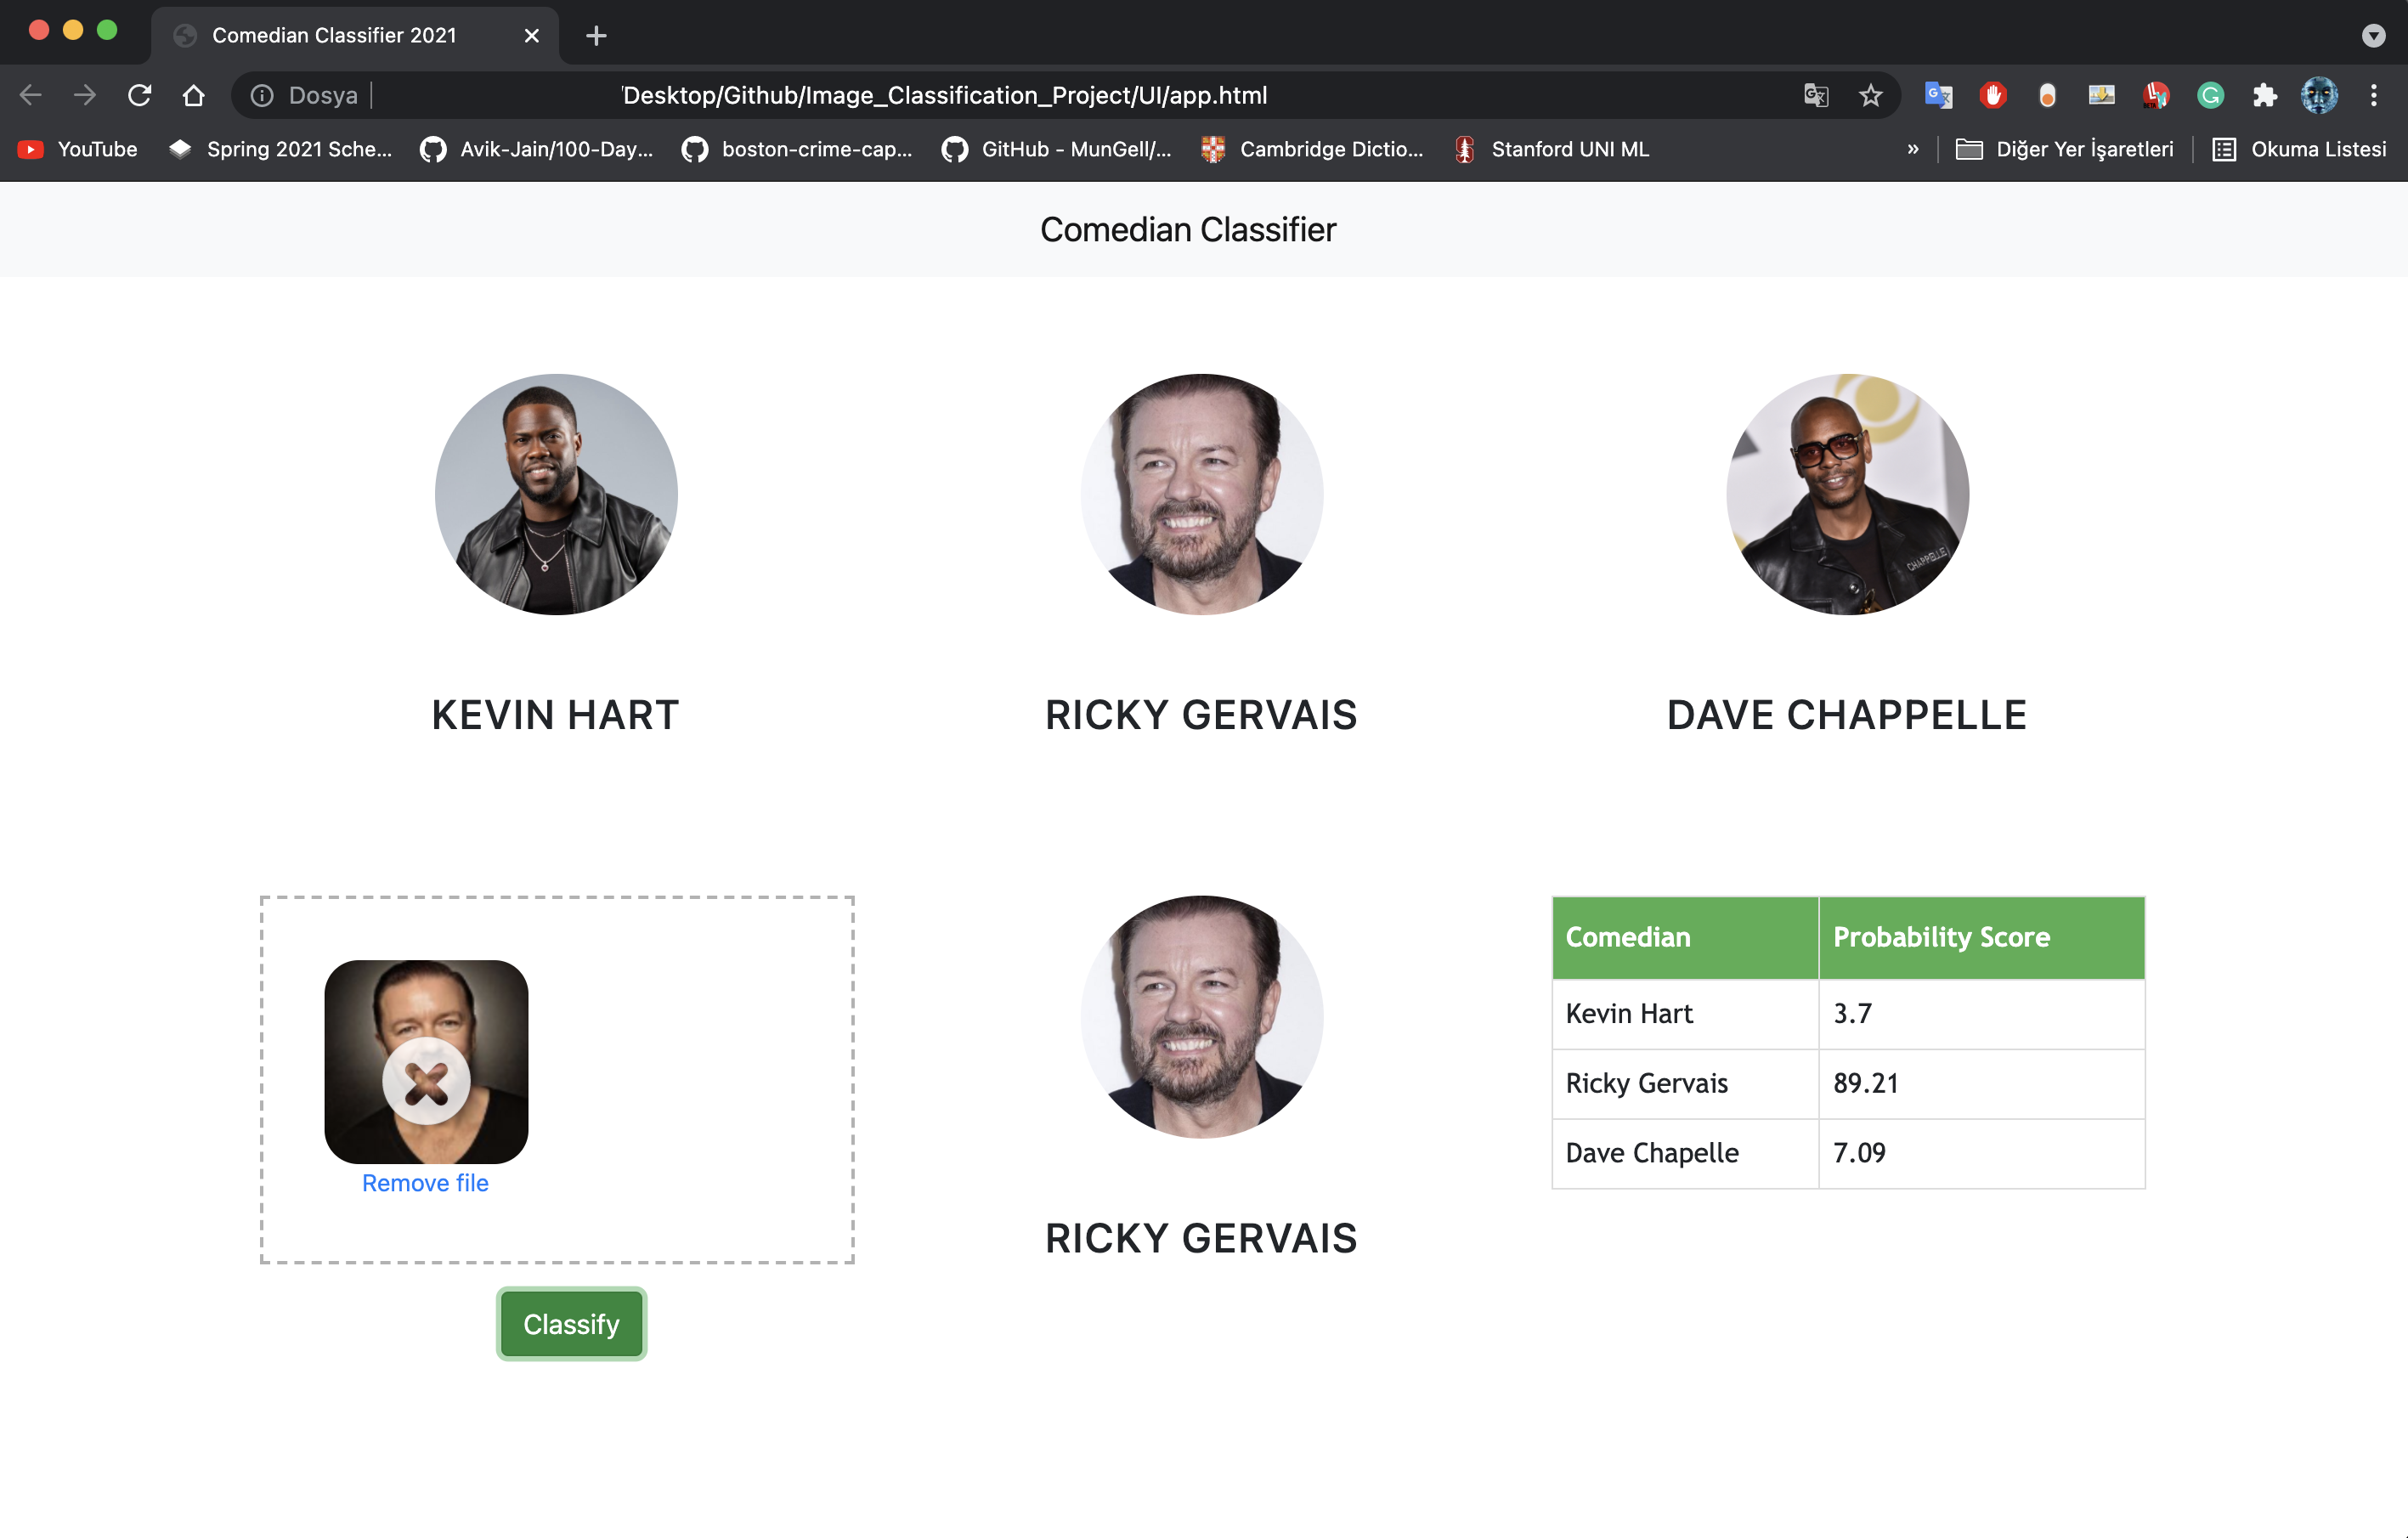 Comedian Classifier 2021
Dosya
/Desktop/Github/Image_Classification_Project/UI/app.html
YouTube
Spring 2021 Sche...
Avik-Jain/100-Day...
boston-crime-cap...
GitHub - MunGell/...
Cambridge Dictio...
Stanford UNI ML
»
Diğer Yer İşaretleri
Okuma Listesi
Comedian Classifier
CHAPPELLE
KEVIN HART
RICKY GERVAIS
DAVE CHAPPELLE
Remove file
Classify
RICKY GERVAIS
Comedian Probability Score
Kevin Hart 3.7
Ricky Gervais 89.21
Dave Chapelle 7.09